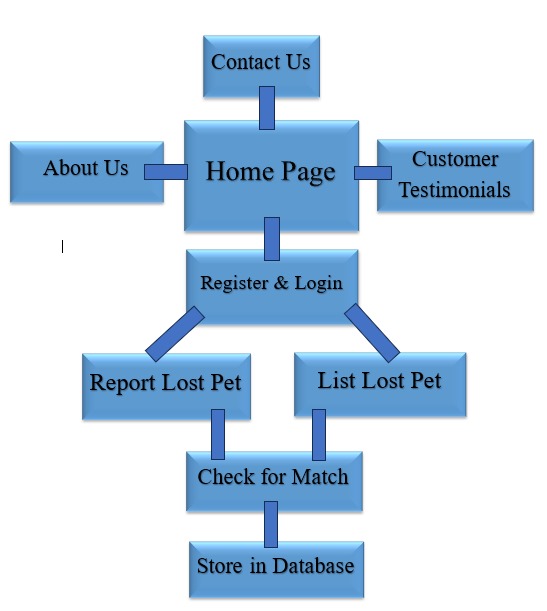 Contact Us
About Us
Home Page
Customer
Testimonials
Register & Login
Report Lost Pet
List Lost Pet
Check for Match
Store in Database